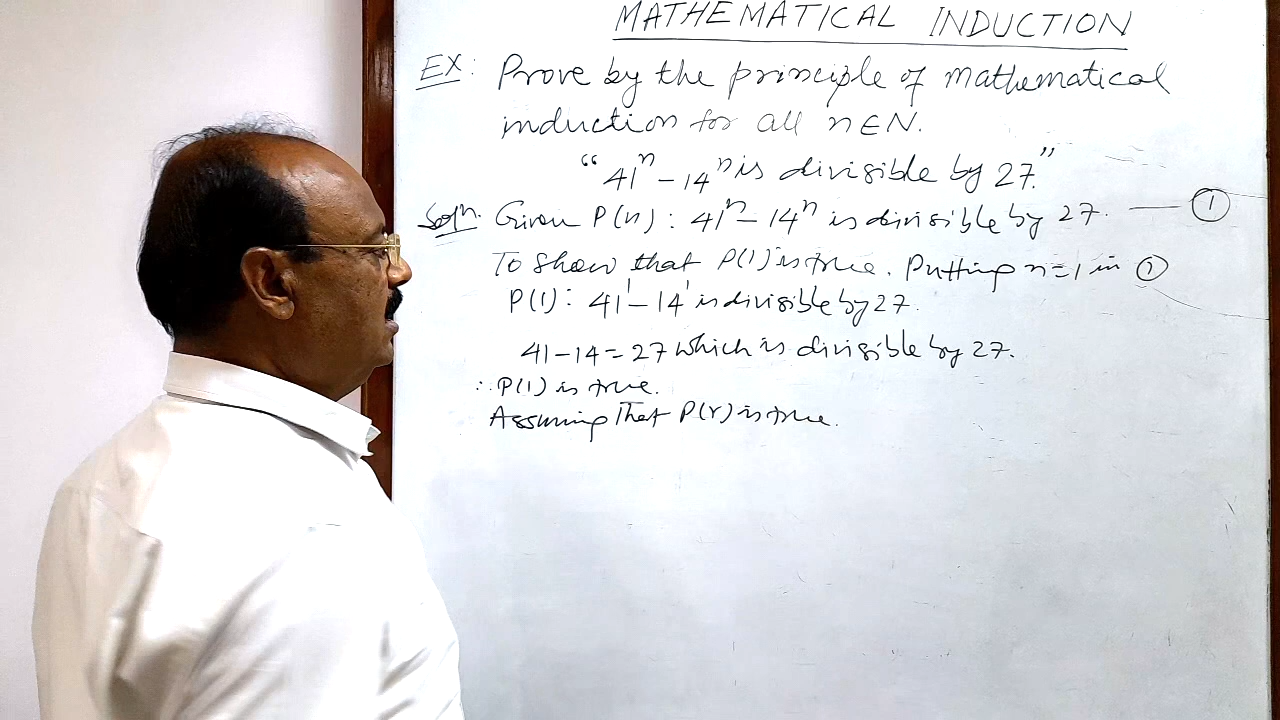 MATHEMATICAL INDUCTION
EX: Prove by the principle of mathematical
induction for all n∈N.
“41ⁿ – 14ⁿ is divisible by 27.”
Solⁿ. Given P(n): 41ⁿ – 14ⁿ is divisible by 27. — ①
To show that P(1) is true. Putting n=1 in ①
P(1): 41¹ – 14¹ is divisible by 27.
41 – 14 = 27 which is divisible by 27.
∴ P(1) is true.
Assuming that P(r) is true.